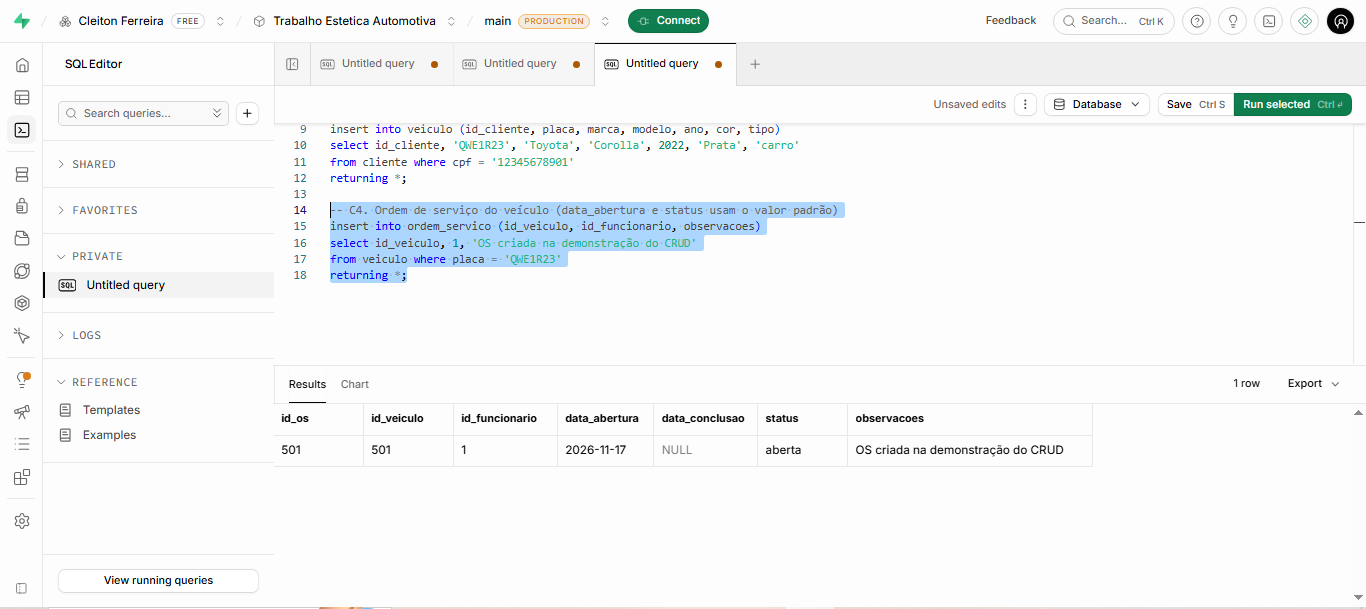 Cleiton Ferreira FREE
Trabalho Estetica Automotiva
main PRODUCTION
Connect
Feedback
Search... Ctrl K
SQL Editor
SQL Untitled query
SQL Untitled query
SQL Untitled query
Search queries...
Unsaved edits
Database
Save Ctrl S
Run selected Ctrl ↵
SHARED
FAVORITES
PRIVATE
SQL Untitled query
LOGS
REFERENCE
Templates
Examples
View running queries
9 insert into veiculo (id_cliente, placa, marca, modelo, ano, cor, tipo)
10 select id_cliente, 'QWE1R23', 'Toyota', 'Corolla', 2022, 'Prata', 'carro'
11 from cliente where cpf = '12345678901'
12 returning *;
13
14 -- C4. Ordem de serviço do veículo (data_abertura e status usam o valor padrão)
15 insert into ordem_servico (id_veiculo, id_funcionario, observacoes)
16 select id_veiculo, 1, 'OS criada na demonstração do CRUD'
17 from veiculo where placa = 'QWE1R23'
18 returning *;
Results Chart
1 row Export
id_os id_veiculo id_funcionario data_abertura data_conclusao status observacoes
501 501 1 2026-11-17 NULL aberta OS criada na demonstração do CRUD